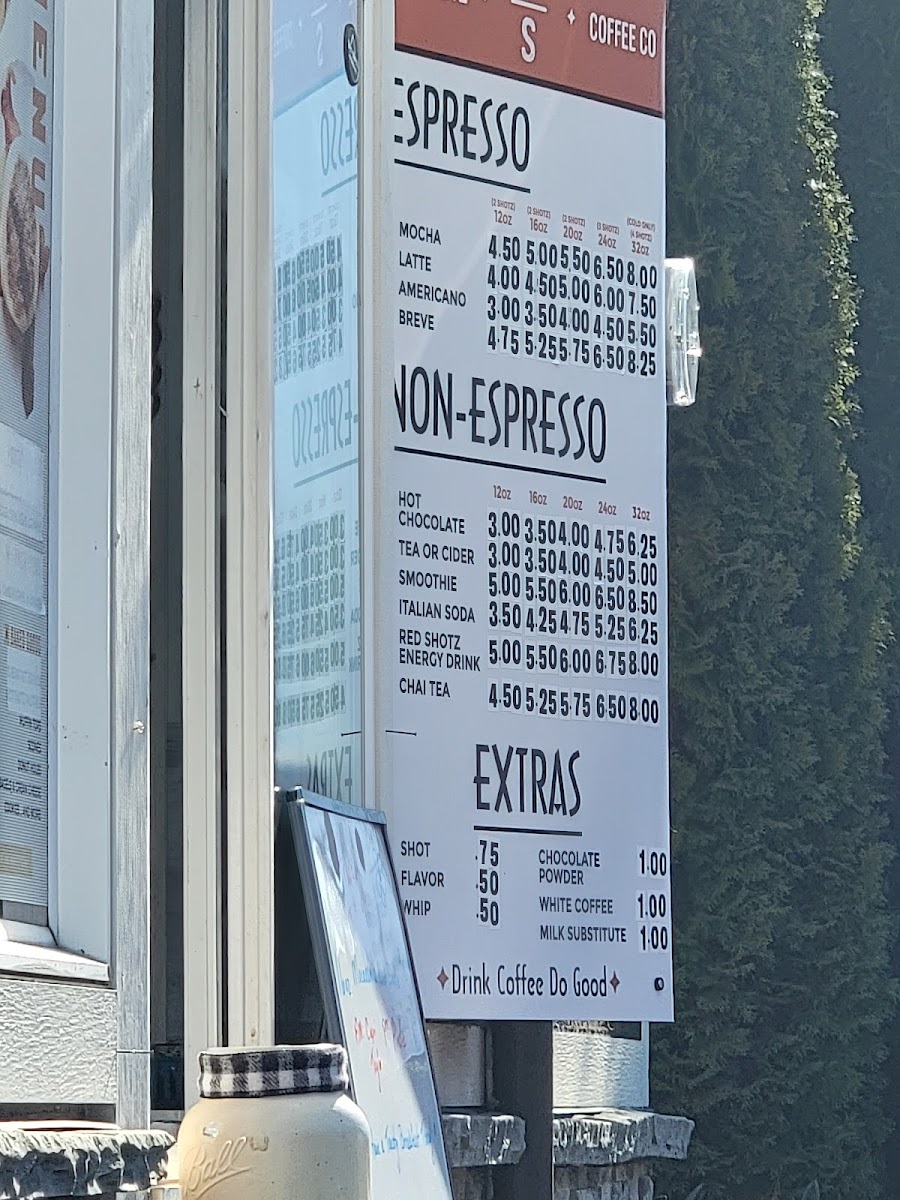 ENU
S
COFFEE CO
ESPRESSO
(2 SHOTZ) (2 SHOTZ) (2 SHOTZ) (3 SHOTZ) (COLD ONLY) (4 SHOTZ)
12oz 16oz 20oz 24oz 32oz
MOCHA 4.50 5.00 5.50 6.50 8.00
LATTE 4.00 4.50 5.00 6.00 7.50
AMERICANO 3.00 3.50 4.00 4.50 5.50
BREVE 4.75 5.25 5.75 6.50 8.25
NON-ESPRESSO
12oz 16oz 20oz 24oz 32oz
HOT
CHOCOLATE 3.00 3.50 4.00 4.75 6.25
TEA OR CIDER 3.00 3.50 4.00 4.50 5.00
SMOOTHIE 5.00 5.50 6.00 6.50 8.50
ITALIAN SODA 3.50 4.25 4.75 5.25 6.25
RED SHOTZ
ENERGY DRINK 5.00 5.50 6.00 6.75 8.00
CHAI TEA 4.50 5.25 5.75 6.50 8.00
EXTRAS
SHOT .75
FLAVOR .50
WHIP .50
CHOCOLATE
POWDER 1.00
WHITE COFFEE 1.00
MILK SUBSTITUTE 1.00
Drink Coffee Do Good
Ball